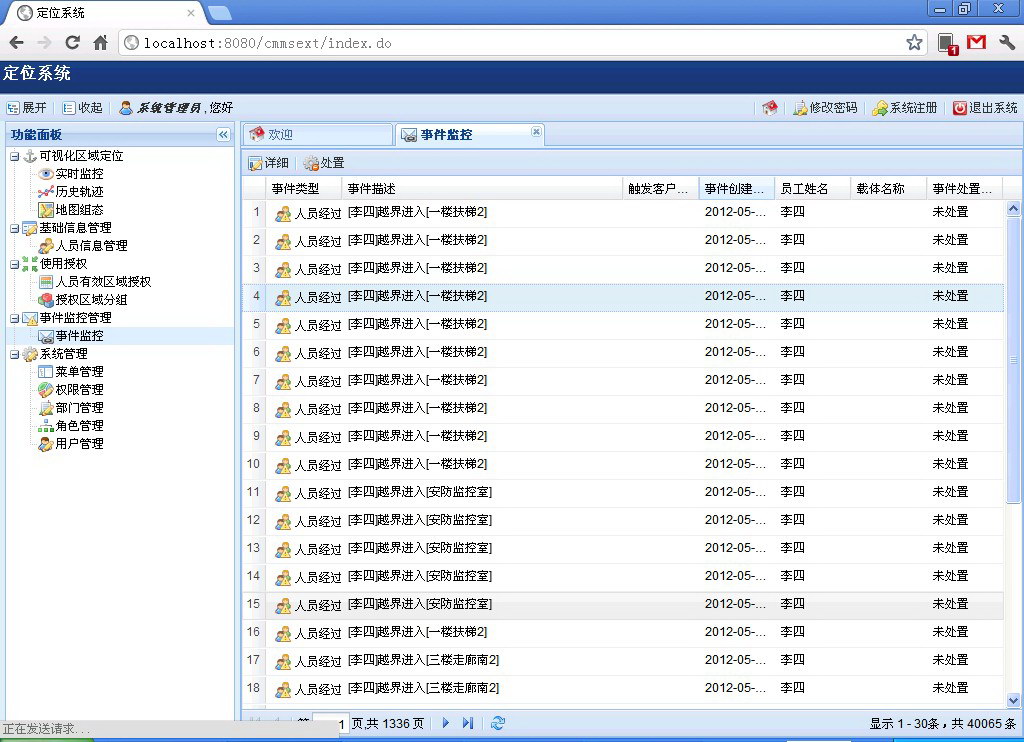 定位系统
localhost:8080/cmmsext/index.do
1
定位系统
展开 收起 系统管理员,您好 修改密码 系统注册 退出系统
功能面板
欢迎 事件监控
可视化区域定位
实时监控
历史轨迹
地图组态
基础信息管理
人员信息管理
使用授权
人员有效区域授权
授权区域分组
事件监控管理
事件监控
系统管理
菜单管理
权限管理
部门管理
角色管理
用户管理
详细 处置
事件类型 事件描述 触发客户... 事件创建... 员工姓名 载体名称 事件处置...
1 人员经过 [李四]越界进入[一楼扶梯2] 2012-05-... 李四 未处置
2 人员经过 [李四]越界进入[一楼扶梯2] 2012-05-... 李四 未处置
3 人员经过 [李四]越界进入[一楼扶梯2] 2012-05-... 李四 未处置
4 人员经过 [李四]越界进入[一楼扶梯2] 2012-05-... 李四 未处置
5 人员经过 [李四]越界进入[一楼扶梯2] 2012-05-... 李四 未处置
6 人员经过 [李四]越界进入[一楼扶梯2] 2012-05-... 李四 未处置
7 人员经过 [李四]越界进入[一楼扶梯2] 2012-05-... 李四 未处置
8 人员经过 [李四]越界进入[一楼扶梯2] 2012-05-... 李四 未处置
9 人员经过 [李四]越界进入[一楼扶梯2] 2012-05-... 李四 未处置
10 人员经过 [李四]越界进入[一楼扶梯2] 2012-05-... 李四 未处置
11 人员经过 [李四]越界进入[安防监控室] 2012-05-... 李四 未处置
12 人员经过 [李四]越界进入[安防监控室] 2012-05-... 李四 未处置
13 人员经过 [李四]越界进入[安防监控室] 2012-05-... 李四 未处置
14 人员经过 [李四]越界进入[安防监控室] 2012-05-... 李四 未处置
15 人员经过 [李四]越界进入[安防监控室] 2012-05-... 李四 未处置
16 人员经过 [李四]越界进入[一楼扶梯2] 2012-05-... 李四 未处置
17 人员经过 [李四]越界进入[三楼走廊南2] 2012-05-... 李四 未处置
18 人员经过 [李四]越界进入[三楼走廊南2] 2012-05-... 李四 未处置
1 页,共 1336 页 显示 1 - 30条，共 40065 条
正在发送请求...